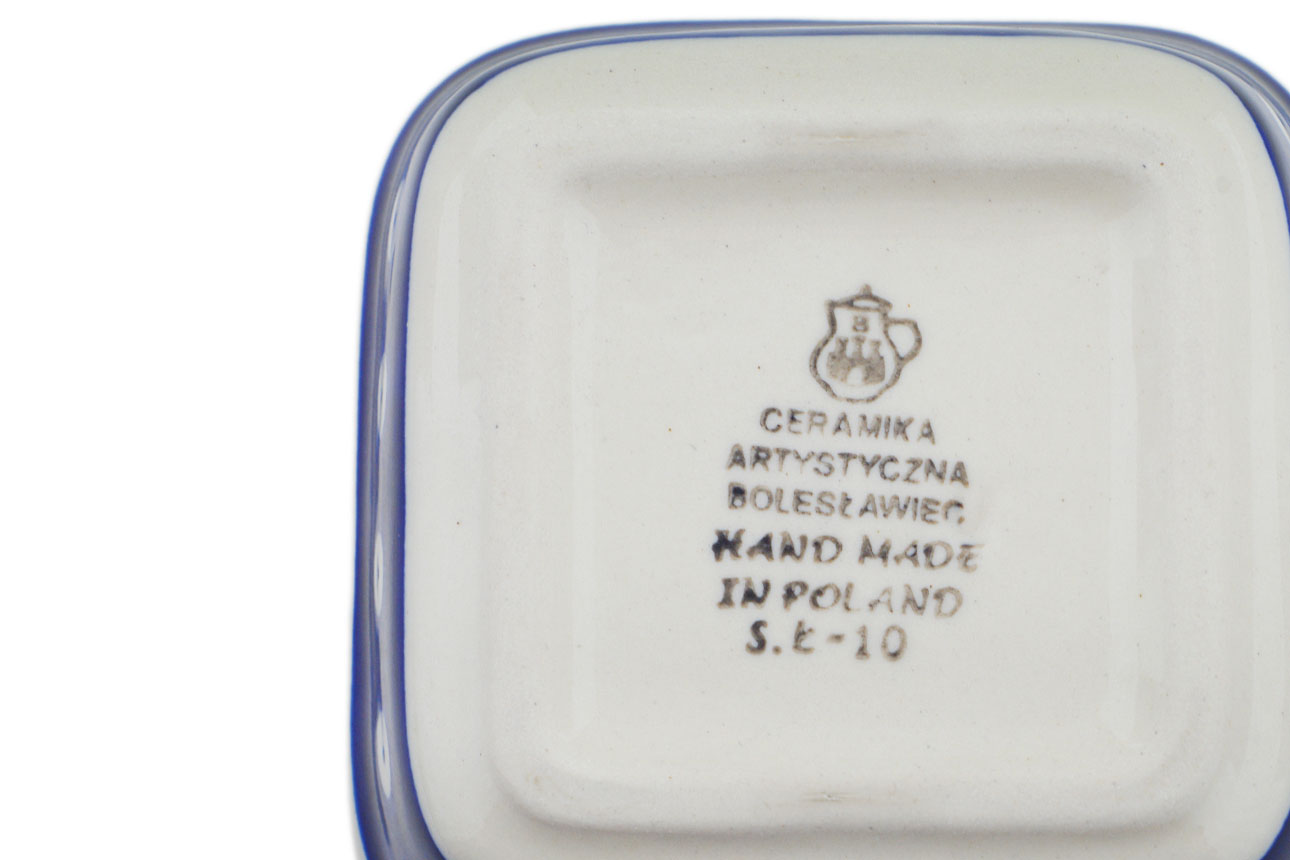 B
CERAMIKA
ARTYSTYCZNA
BOLESŁAWIEC
HAND MADE
IN POLAND
S.Ł-10